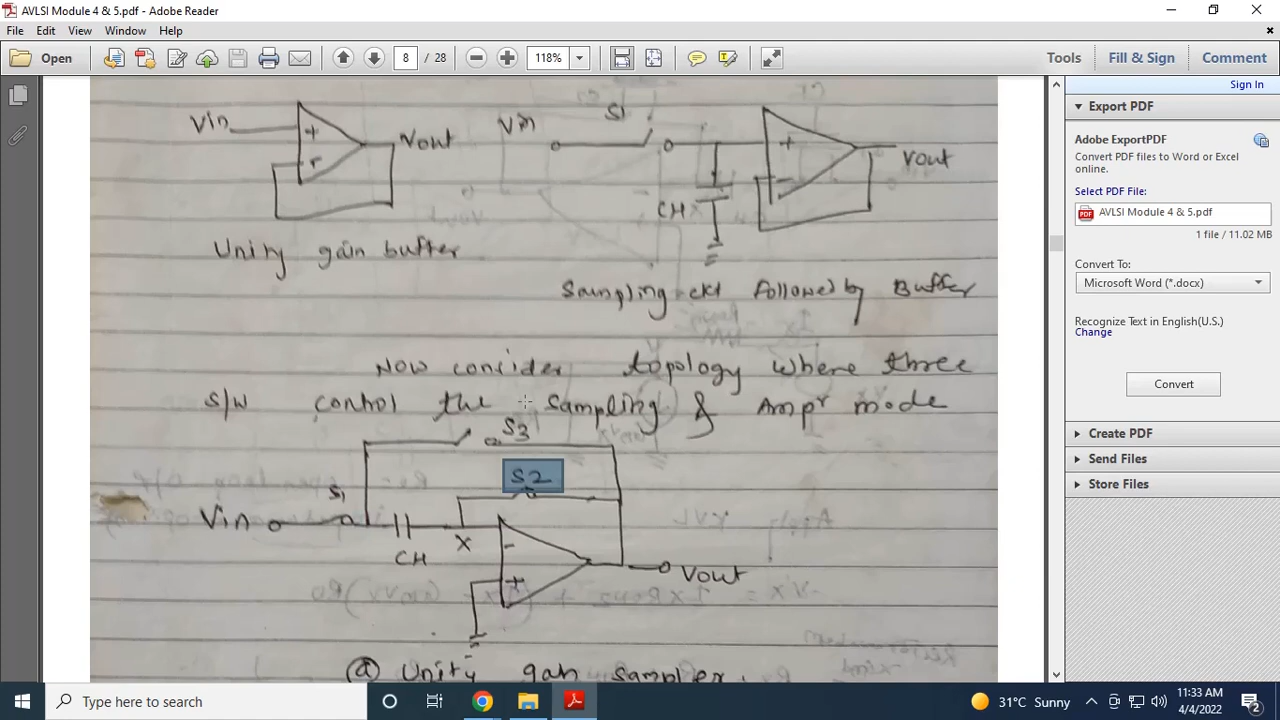 AVLSI Module 4 & 5.pdf - Adobe Reader
File Edit View Window Help
Open 8 / 28 118% Tools Fill & Sign Comment
Sign In
Export PDF
Adobe ExportPDF
Convert PDF files to Word or Excel
online.
Select PDF File:
AVLSI Module 4 & 5.pdf
1 file / 11.02 MB
Convert To:
Microsoft Word (*.docx)
Recognize Text in English(U.S.)
Change
Convert
Create PDF
Send Files
Store Files
Vin + - Vout
Unity gain buffer
Vin S1 CH + - Vout
Sampling ckt followed by Buffer
Now consider topology where three
S/W control the sampling & Ampr mode
S3
S2
Vin S1 CH X - + Vout
(a) Unity gain sampler.
Type here to search
31°C Sunny
11:33 AM
4/4/2022
2